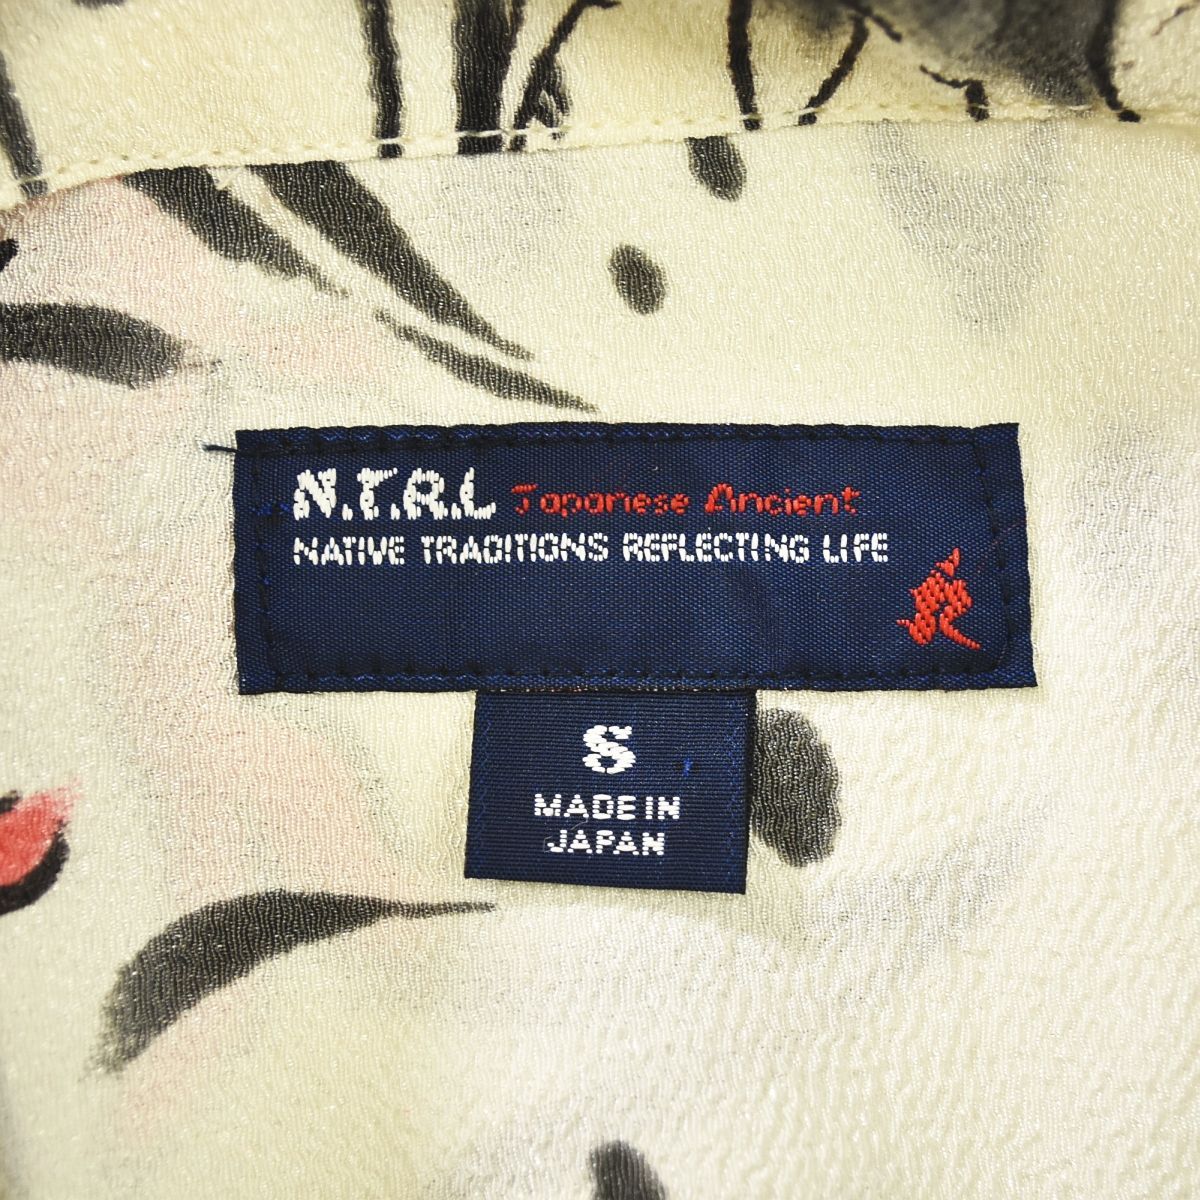 N.T.R.L Japanese Ancient
NATIVE TRADITIONS REFLECTING LIFE
S
MADE IN
JAPAN